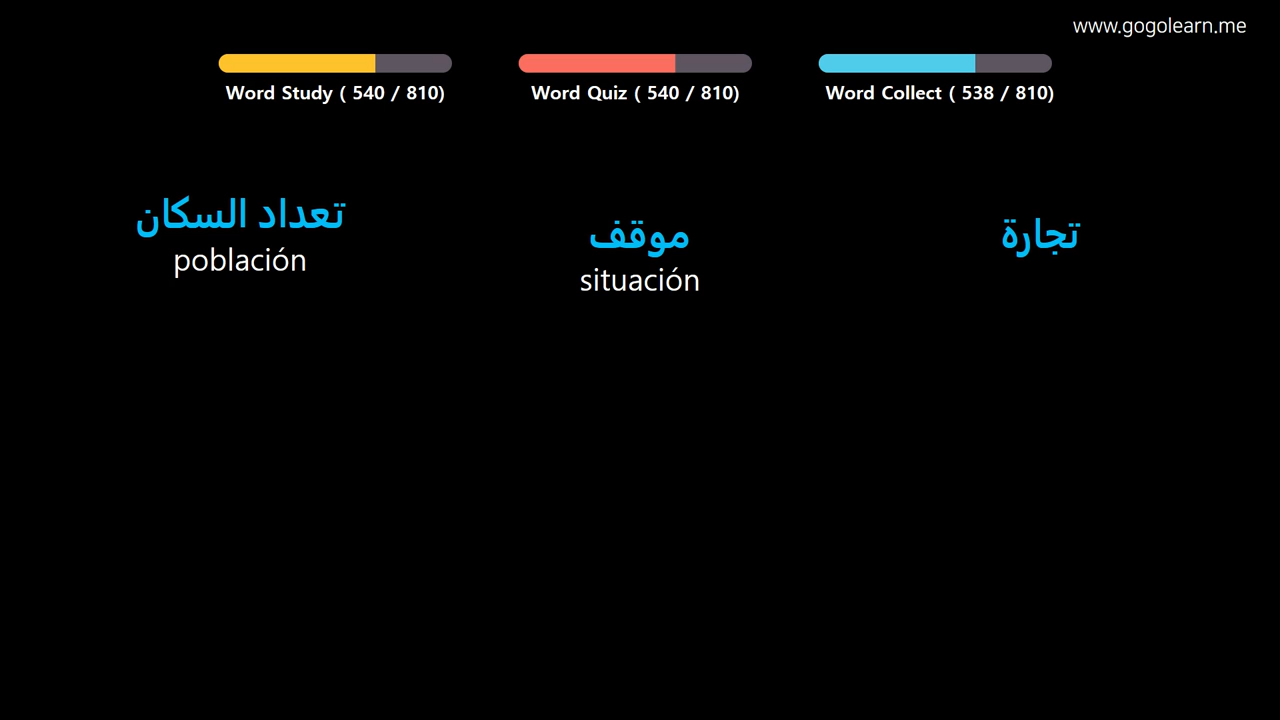 www.gogolearn.me
Word Study ( 540 / 810)
Word Quiz ( 540 / 810)
Word Collect ( 538 / 810)
تعداد السكان
población
موقف
situación
تجارة